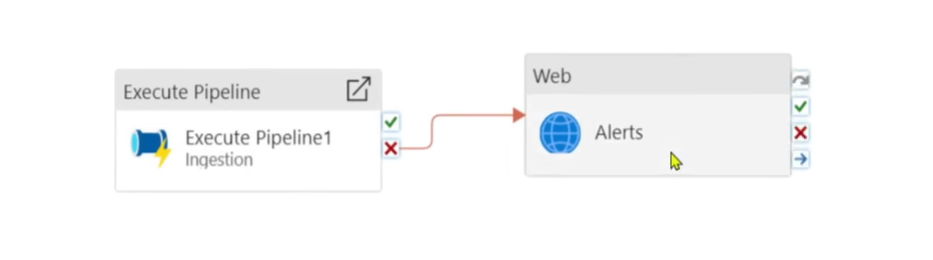 Execute Pipeline
Execute Pipeline1
Ingestion
Web
Alerts